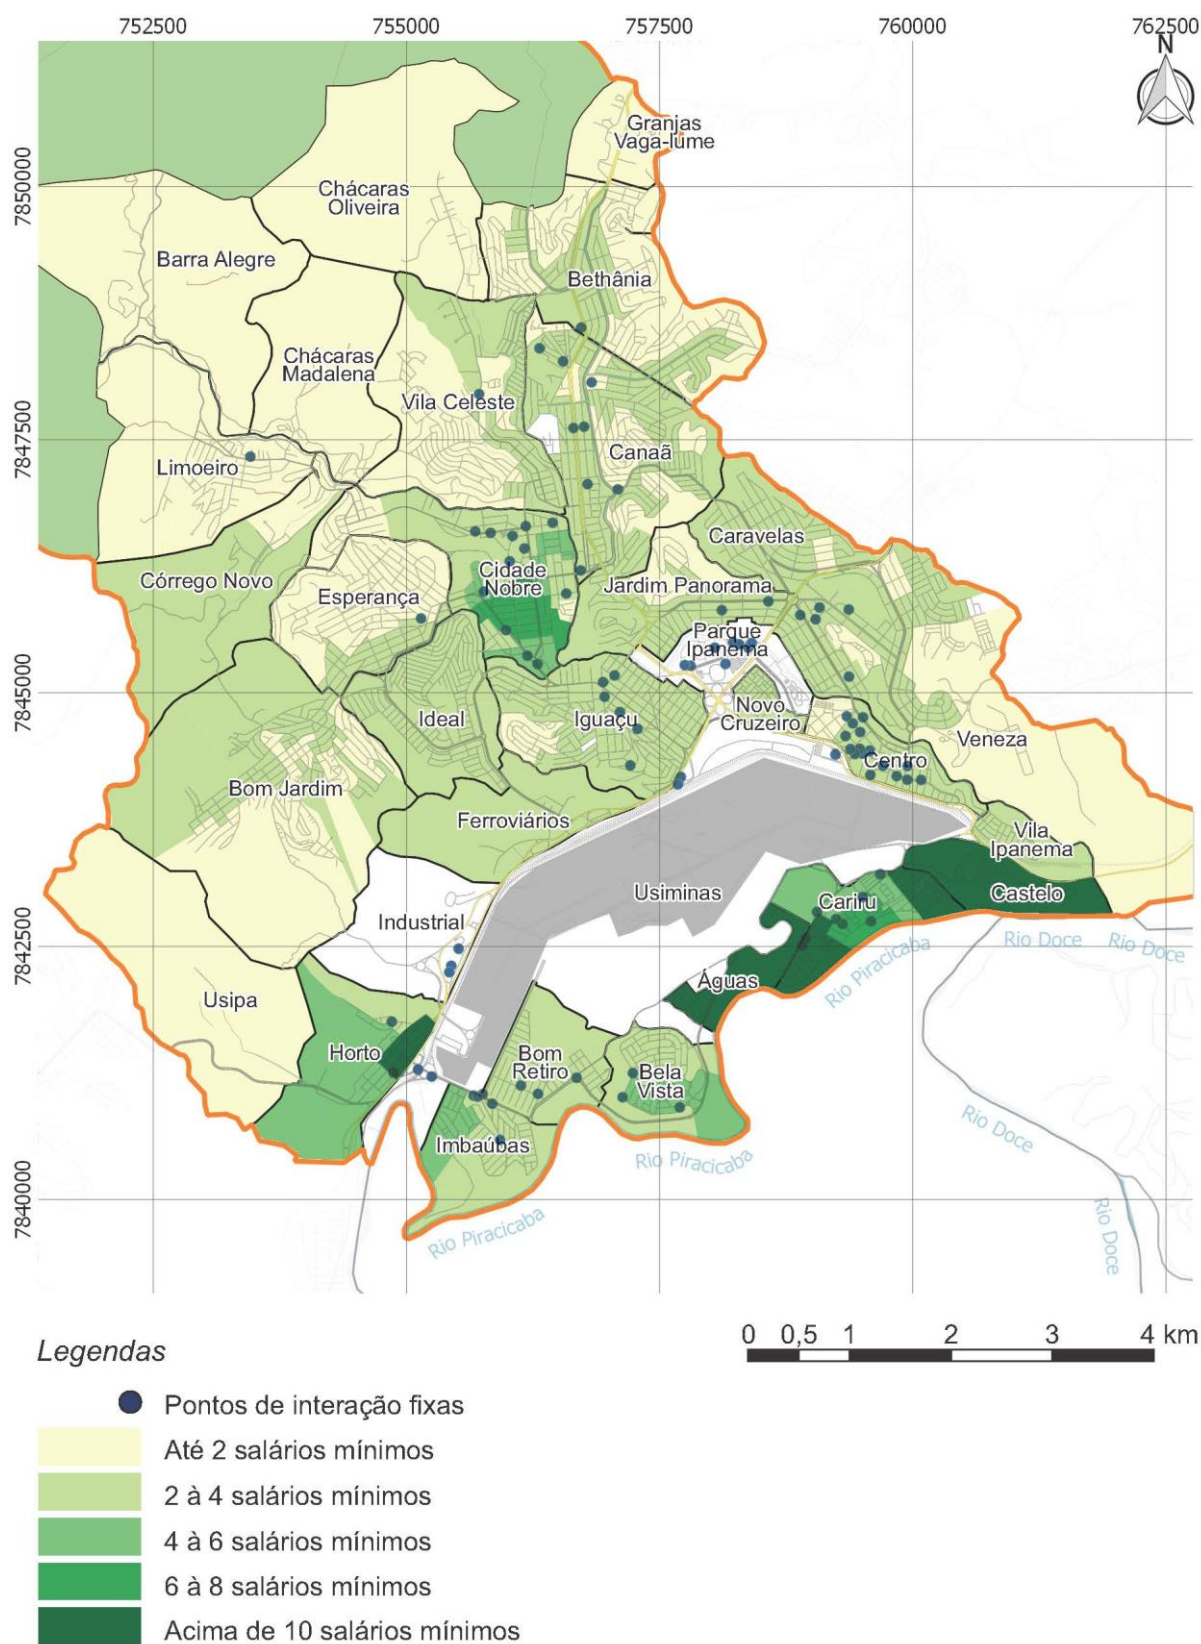 752500
755000
757500
760000
762500
N
7850000
7847500
7845000
7842500
7840000
Granjas
Vaga-lume
Chácaras
Oliveira
Barra Alegre
Bethânia
Chácaras
Madalena
Vila Celeste
Canaã
Limoeiro
Caravelas
Córrego Novo
Esperança
Cidade
Nobre
Jardim Panorama
Parque
Ipanema
Ideal
Iguaçu
Novo
Cruzeiro
Veneza
Centro
Bom Jardim
Ferroviários
Vila
Ipanema
Usiminas
Castelo
Cariru
Industrial
Rio Doce
Rio Doce
Rio Piracicaba
Águas
Usipa
Horto
Bom
Retiro
Bela
Vista
Imbaúbas
Rio Piracicaba
Rio Doce
Rio Piracicaba
Rio Doce
Legendas
0 0,5 1 2 3 4 km
Pontos de interação fixas
Até 2 salários mínimos
2 à 4 salários mínimos
4 à 6 salários mínimos
6 à 8 salários mínimos
Acima de 10 salários mínimos